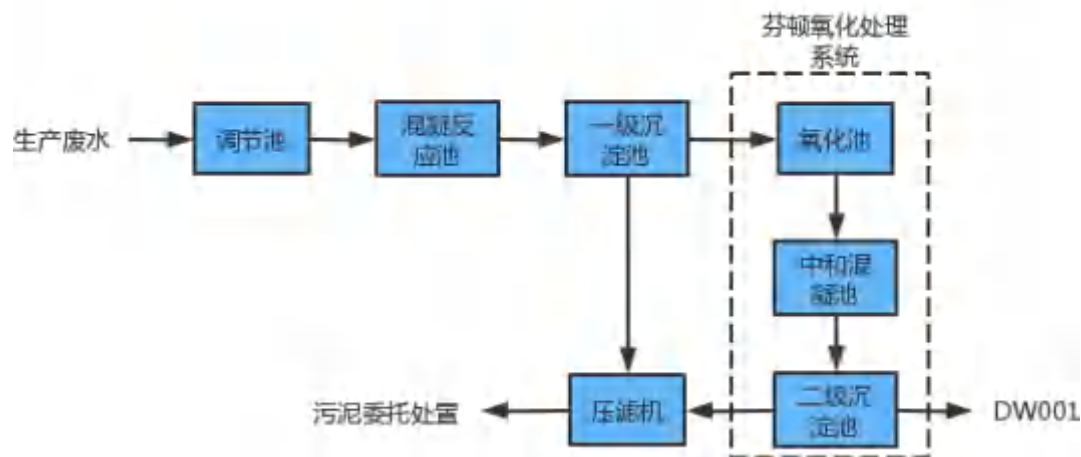 芬顿氧化处理
系统
生产废水
调节池
混凝反
应池
一级沉
淀池
氧化池
中和混
凝池
污泥委托处置
压滤机
二级沉
淀池
DW001